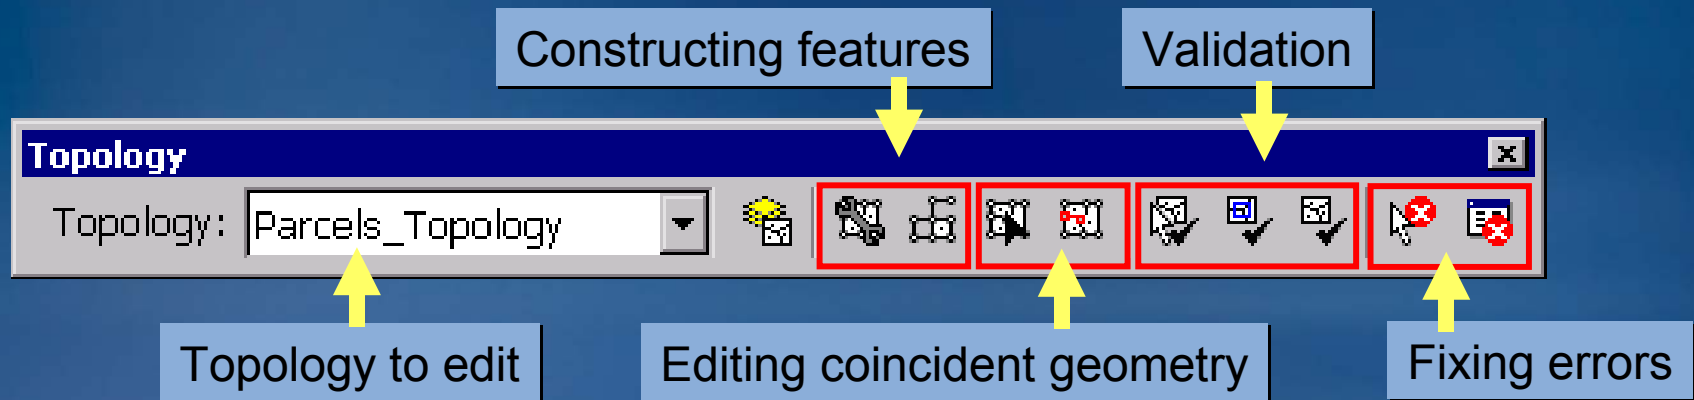 Constructing features
Validation
Topology
Topology: Parcels_Topology
Topology to edit
Editing coincident geometry
Fixing errors